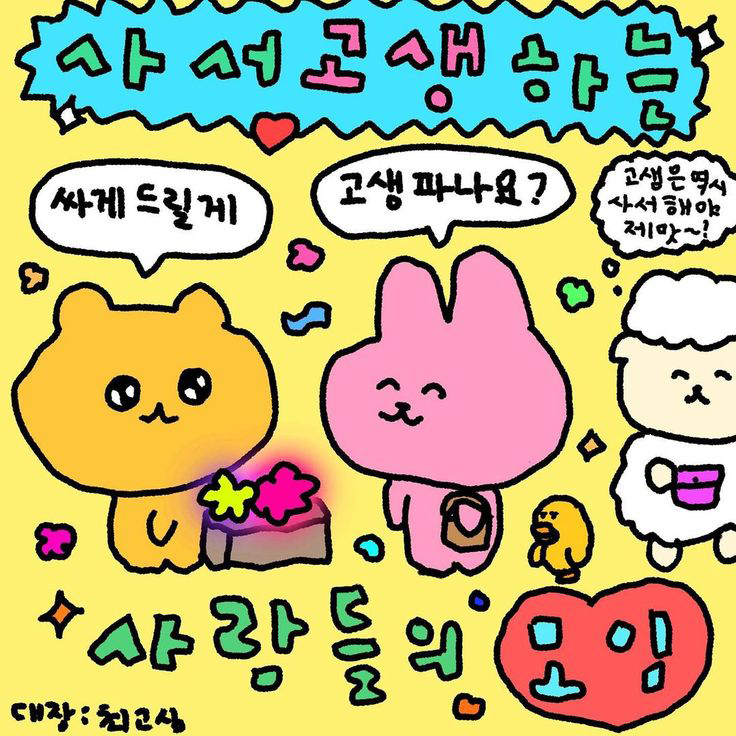 사서고생하는
싸게 드릴게
고생 파나요?
고생은 역시
사서 해야
제맛~!
사람들의 모임
대장 : 최고심